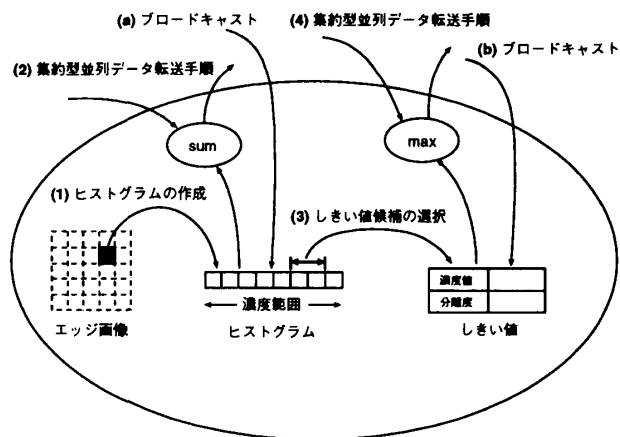 (a) ブロードキャスト
(4) 集約型並列データ転送手順
(b) ブロードキャスト
(2) 集約型並列データ転送手順
sum
max
(1) ヒストグラムの作成
(3) しきい値候補の選択
濃度値
分離度
濃度範囲
エッジ画像
ヒストグラム
しきい値